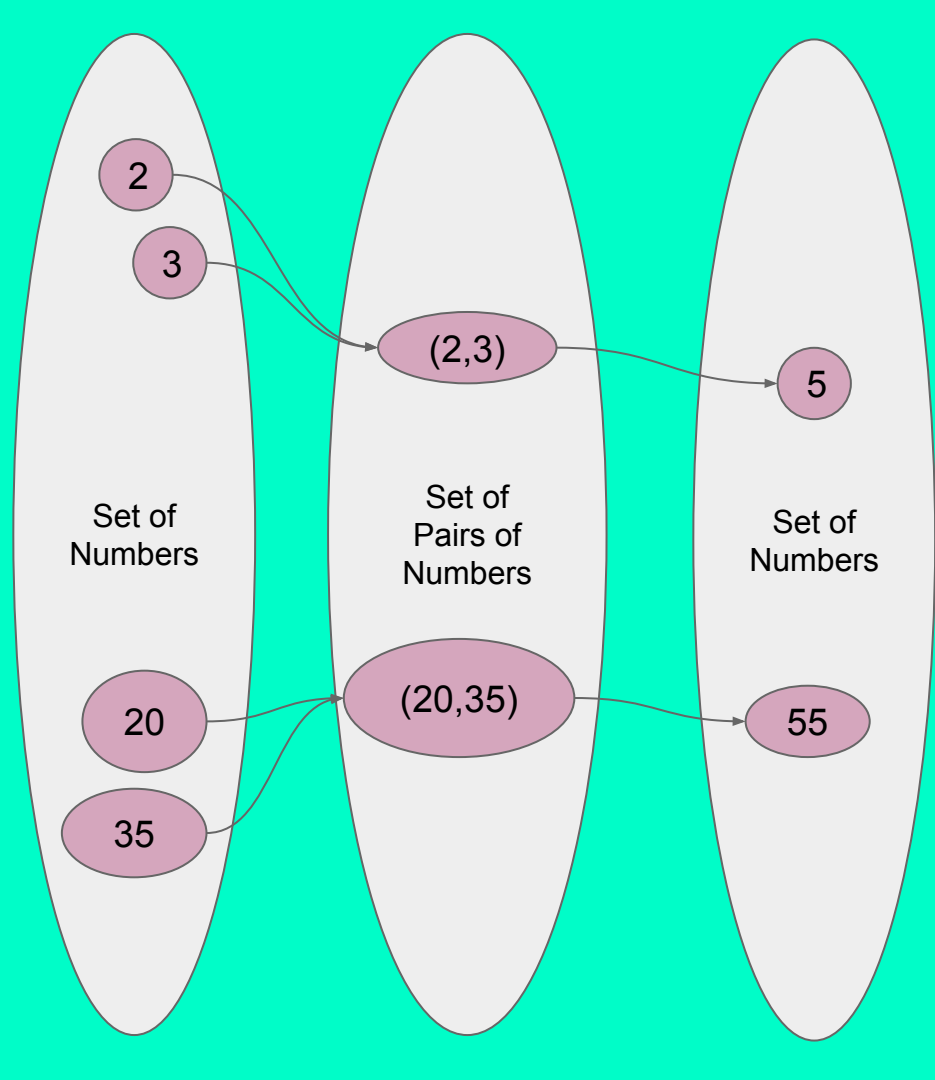 2
3
Set of
Numbers
20
35
(2,3)
Set of
Pairs of
Numbers
(20,35)
5
Set of
Numbers
55